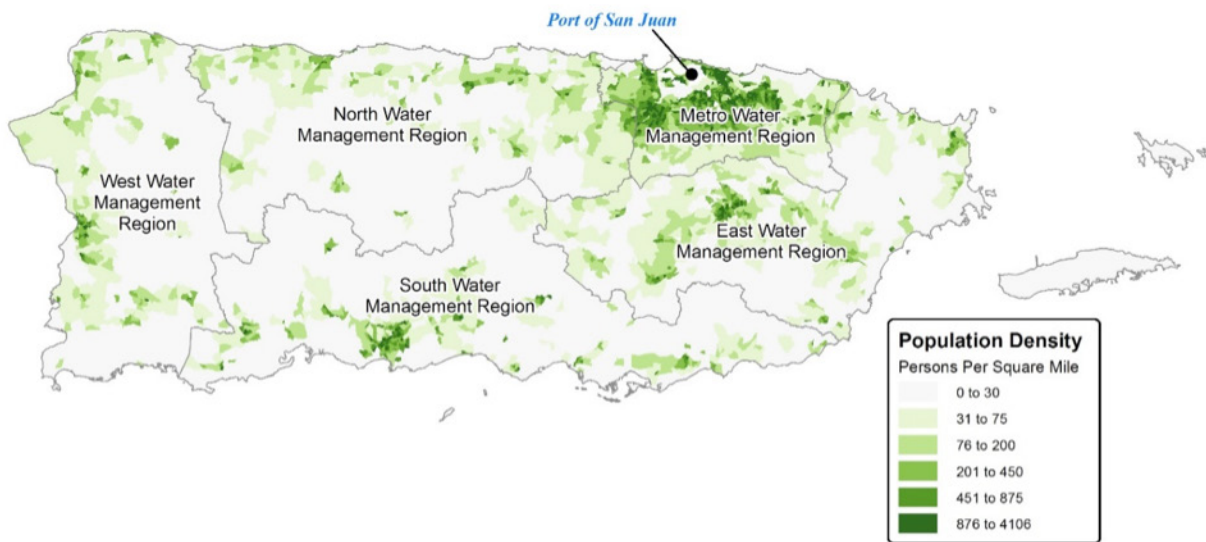 Port of San Juan
North Water
Management Region
Metro Water
Management Region
West Water
Management
Region
East Water
Management Region
South Water
Management Region
Population Density
Persons Per Square Mile
0 to 30
31 to 75
76 to 200
201 to 450
451 to 875
876 to 4106